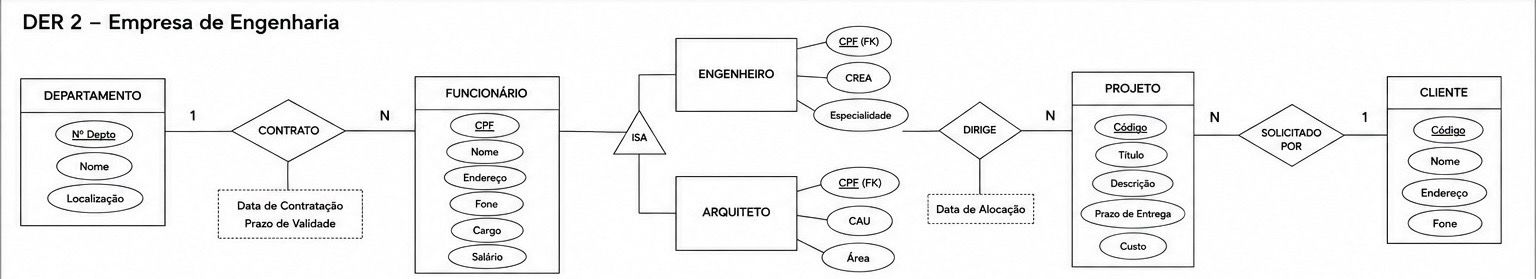 DER 2 – Empresa de Engenharia
DEPARTAMENTO
Nº Depto
Nome
Localização
1
CONTRATO
N
Data de Contratação
Prazo de Validade
FUNCIONÁRIO
CPF
Nome
Endereço
Fone
Cargo
Salário
ISA
ENGENHEIRO
CPF (FK)
CREA
Especialidade
ARQUITETO
CPF (FK)
CAU
Área
DIRIGE
N
Data de Alocação
PROJETO
Código
Título
Descrição
Prazo de Entrega
Custo
N
SOLICITADO
POR
1
CLIENTE
Código
Nome
Endereço
Fone